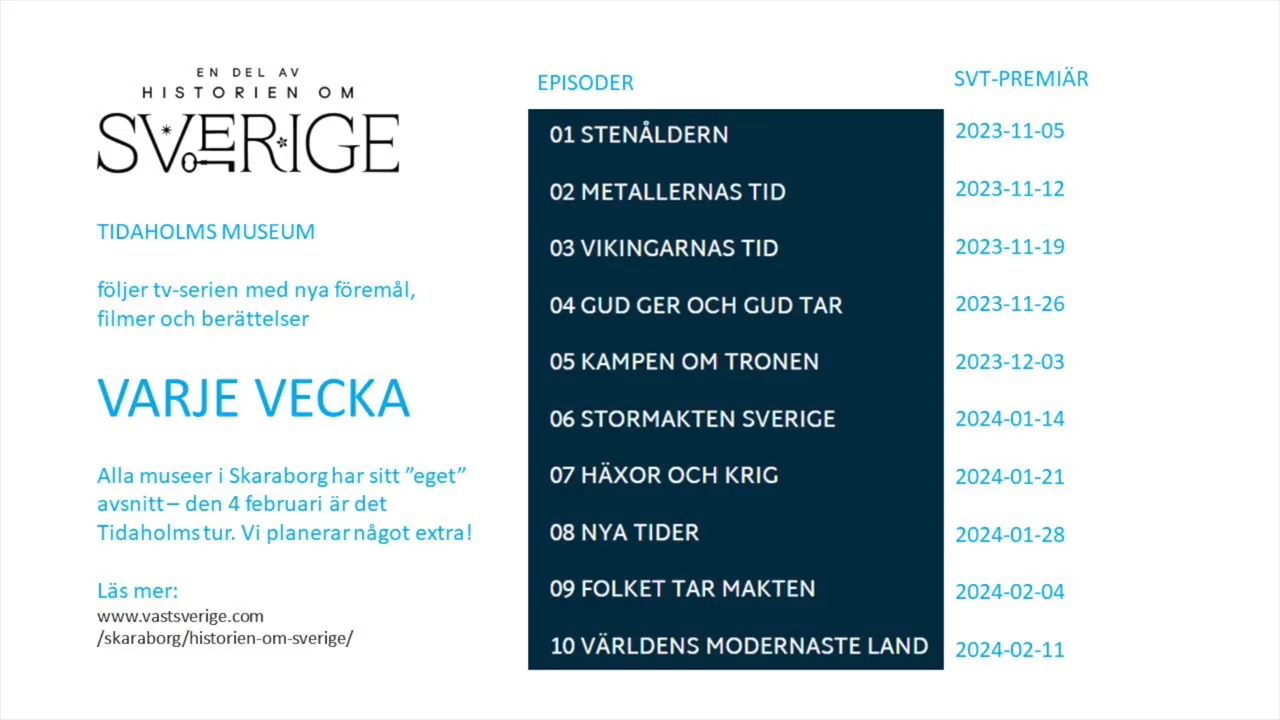 EN DEL AV
HISTORIEN OM
SVERIGE
TIDAHOLMS MUSEUM
följer tv-serien med nya föremål,
filmer och berättelser
VARJE VECKA
Alla museer i Skaraborg har sitt ”eget”
avsnitt – den 4 februari är det
Tidaholms tur. Vi planerar något extra!
Läs mer:
www.vastsverige.com
/skaraborg/historien-om-sverige/
EPISODER SVT-PREMIÄR
01 STENÅLDERN 2023-11-05
02 METALLERNAS TID 2023-11-12
03 VIKINGARNAS TID 2023-11-19
04 GUD GER OCH GUD TAR 2023-11-26
05 KAMPEN OM TRONEN 2023-12-03
06 STORMAKTEN SVERIGE 2024-01-14
07 HÄXOR OCH KRIG 2024-01-21
08 NYA TIDER 2024-01-28
09 FOLKET TAR MAKTEN 2024-02-04
10 VÄRLDENS MODERNASTE LAND 2024-02-11